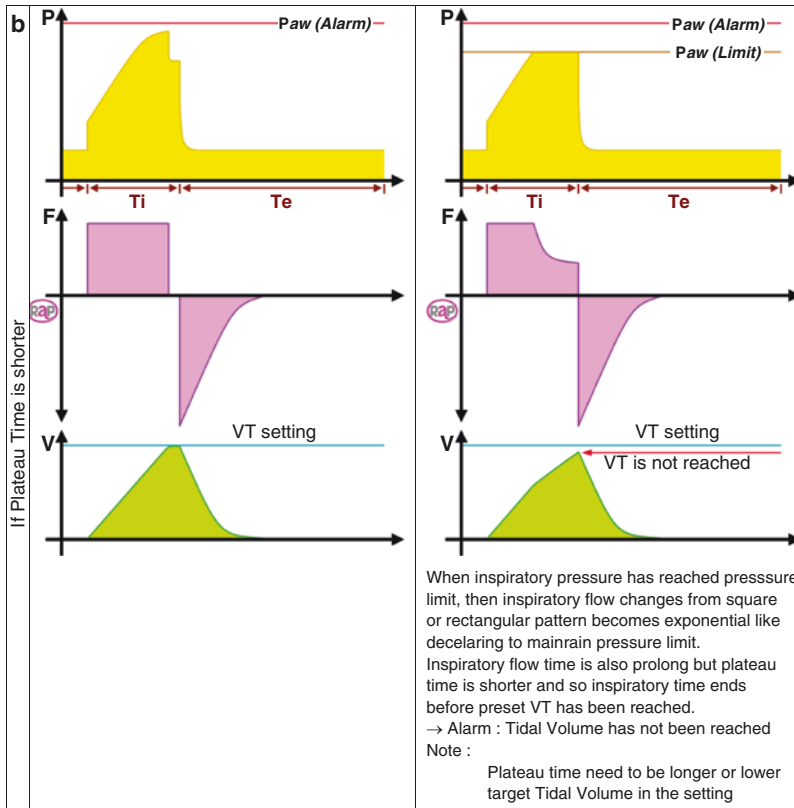 b
If Plateau Time is shorter
P
Paw (Alarm)
Ti
Te
F
RAP
V
VT setting
P
Paw (Alarm)
Paw (Limit)
Ti
Te
F
RAP
V
VT setting
VT is not reached
When inspiratory pressure has reached presssure
limit, then inspiratory flow changes from square
or rectangular pattern becomes exponential like
decelaring to mainrain pressure limit.
Inspiratory flow time is also prolong but plateau
time is shorter and so inspiratory time ends
before preset VT has been reached.
→ Alarm : Tidal Volume has not been reached
Note :
Plateau time need to be longer or lower
target Tidal Volume in the setting